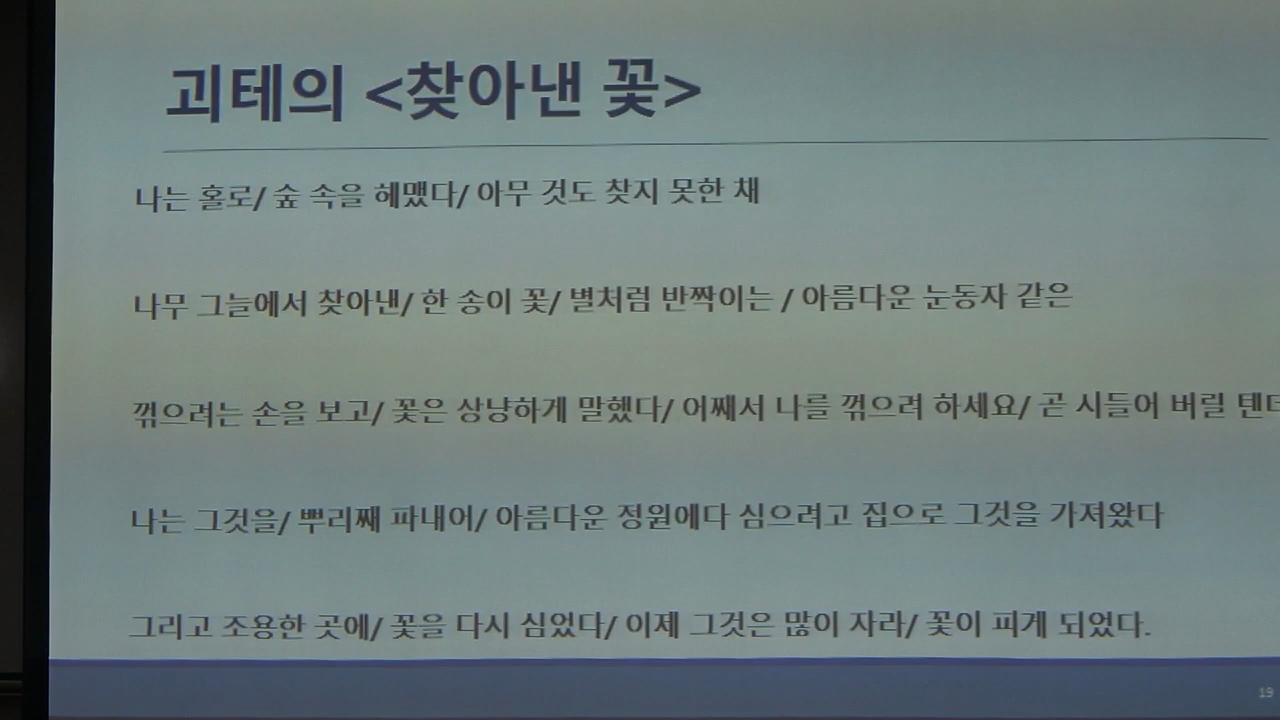 괴테의 <찾아낸 꽃>
나는 홀로/ 숲 속을 헤맸다/ 아무 것도 찾지 못한 채
나무 그늘에서 찾아낸/ 한 송이 꽃/ 별처럼 반짝이는 / 아름다운 눈동자 같은
꺾으려는 손을 보고/ 꽃은 상냥하게 말했다/ 어째서 나를 꺾으려 하세요/ 곧 시들어 버릴
나는 그것을/ 뿌리째 파내어/ 아름다운 정원에다 심으려고 집으로 그것을 가져왔다
그리고 조용한 곳에/ 꽃을 다시 심었다/ 이제 그것은 많이 자라/ 꽃이 피게 되었다.
19